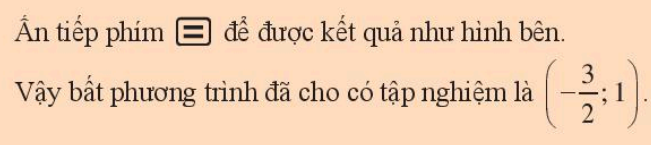 Ấn tiếp phím = để được kết quả như hình bên.
Vậy bất phương trình đã cho có tập nghiệm là (-3/2; 1).